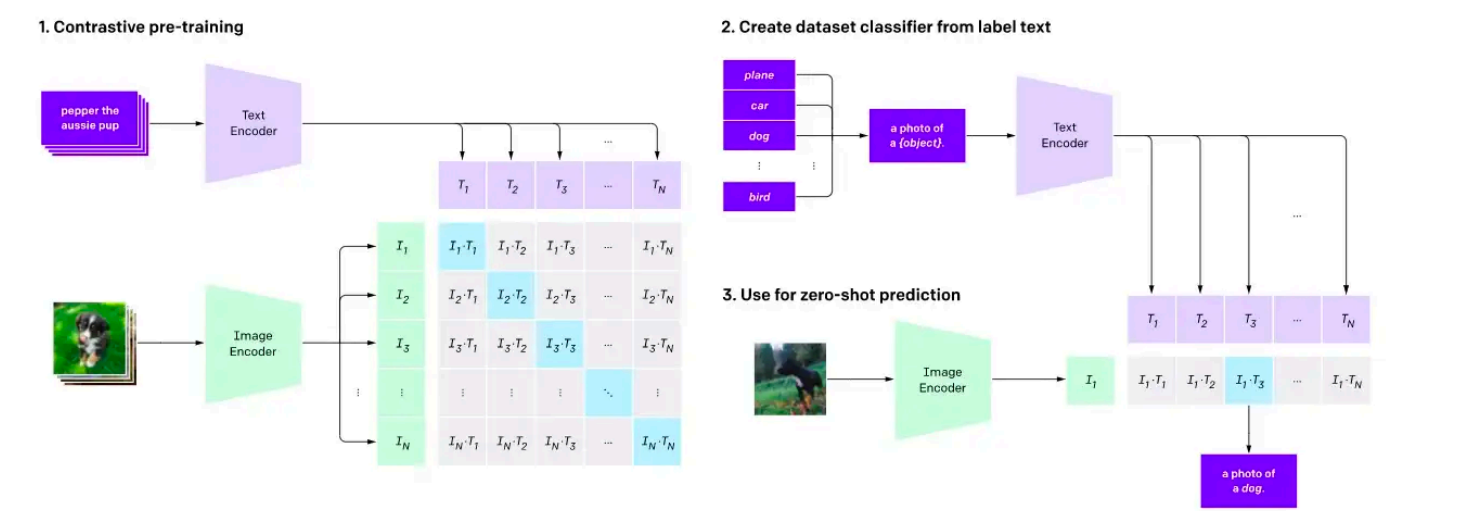 1. Contrastive pre-training
pepper the
aussie pup
Text
Encoder
...
T1 T2 T3 ... TN
I1 I1·T1 I1·T2 I1·T3 ... I1·TN
I2 I2·T1 I2·T2 I2·T3 ... I2·TN
Image
Encoder
I3 I3·T1 I3·T2 I3·T3 ... I3·TN
⋮ ⋮ ⋮ ⋮ ⋮ ⋱ ⋮
IN IN·T1 IN·T2 IN·T3 ... IN·TN
2. Create dataset classifier from label text
plane
car
dog
⋮ ⋮
bird
a photo of
a {object}.
Text
Encoder
...
3. Use for zero-shot prediction
T1 T2 T3 ... TN
Image
Encoder
I1 I1·T1 I1·T2 I1·T3 ... I1·TN
a photo of
a dog.